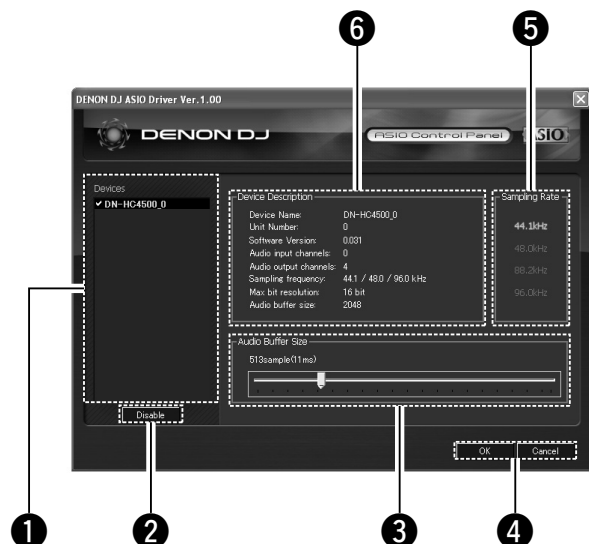 6 5
DENON DJ ASIO Driver Ver.1.00
DENON DJ
ASIO Control Panel
ASIO
Devices
✔ DN-HC4500_0
Disable
Device Description
Device Name: DN-HC4500_0
Unit Number: 0
Software Version: 0.031
Audio input channels: 0
Audio output channels: 4
Sampling frequency: 44.1 / 48.0 / 96.0 kHz
Max bit resolution: 16 bit
Audio buffer size: 2048
Sampling Rate
44.1kHz
48.0kHz
88.2kHz
96.0kHz
Audio Buffer Size
513sample(11ms)
OK Cancel
1 2 3 4